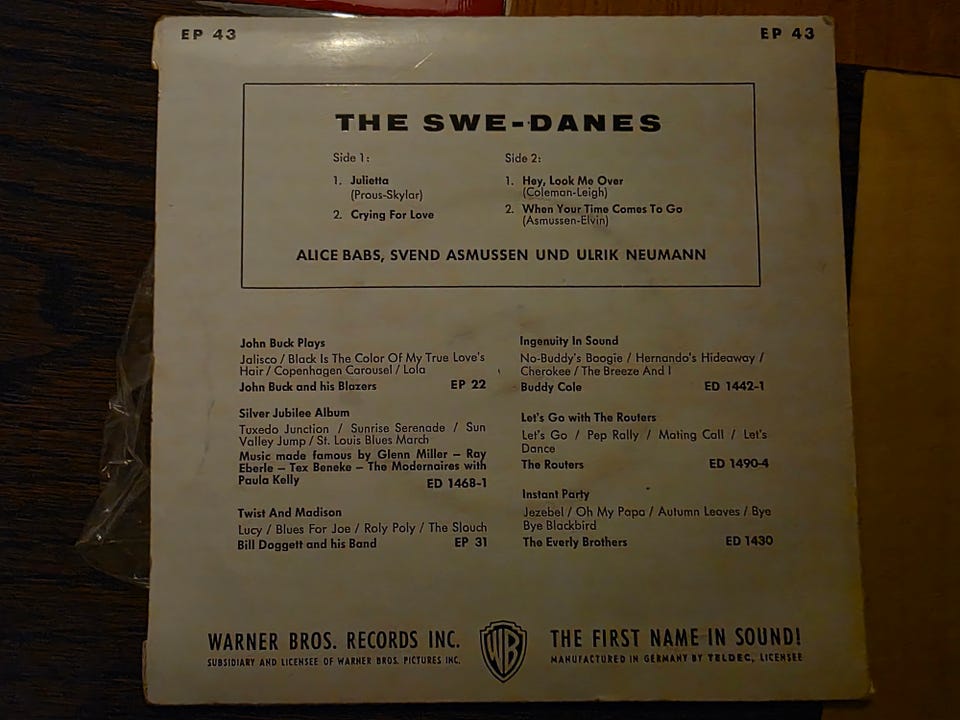 EP 43
EP 43
THE SWE-DANES
Side 1:
1. Julietta
(Prous-Skylar)
2. Crying For Love
Side 2:
1. Hey, Look Me Over
(Coleman-Leigh)
2. When Your Time Comes To Go
(Asmussen-Elvin)
ALICE BABS, SVEND ASMUSSEN UND ULRIK NEUMANN
John Buck Plays
Jalisco / Black Is The Color Of My True Love's
Hair / Copenhagen Carousel / Lola
John Buck and his Blazers EP 22
Silver Jubilee Album
Tuxedo Junction / Sunrise Serenade / Sun
Valley Jump / St. Louis Blues March
Music made famous by Glenn Miller – Ray
Eberle – Tex Beneke – The Modernaires with
Paula Kelly ED 1468-1
Twist And Madison
Lucy / Blues For Joe / Roly Poly / The Slouch
Bill Doggett and his Band EP 31
Ingenuity In Sound
No-Buddy's Boogie / Hernando's Hideaway /
Cherokee / The Breeze And I
Buddy Cole ED 1442-1
Let's Go with The Routers
Let's Go / Pep Rally / Mating Call / Let's
Dance
The Routers ED 1490-4
Instant Party
Jezebel / Oh My Papa / Autumn Leaves / Bye
Bye Blackbird
The Everly Brothers ED 1430
WARNER BROS. RECORDS INC.
SUBSIDIARY AND LICENSEE OF WARNER BROS. PICTURES INC.
WB
THE FIRST NAME IN SOUND!
MANUFACTURED IN GERMANY BY TELDEC, LICENSEE